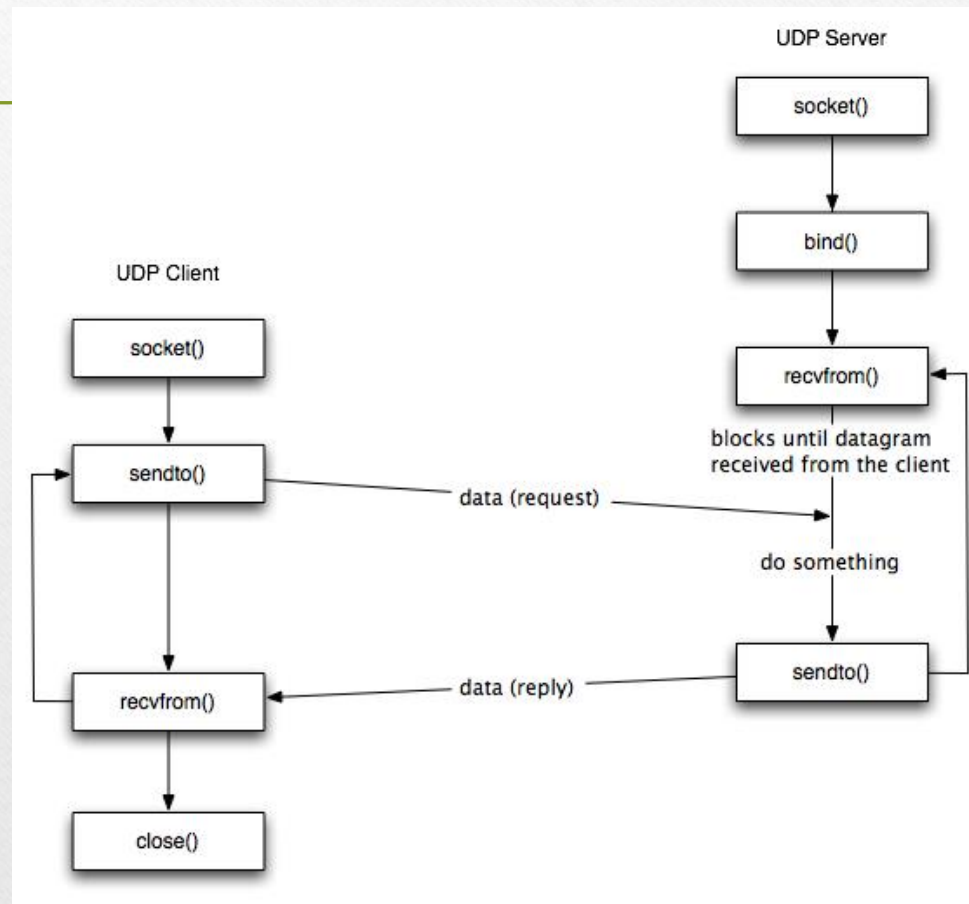 UDP Server
socket()
bind()
UDP Client
socket()
recvfrom()
blocks until datagram
received from the client
sendto()
data (request)
do something
sendto()
data (reply)
recvfrom()
close()